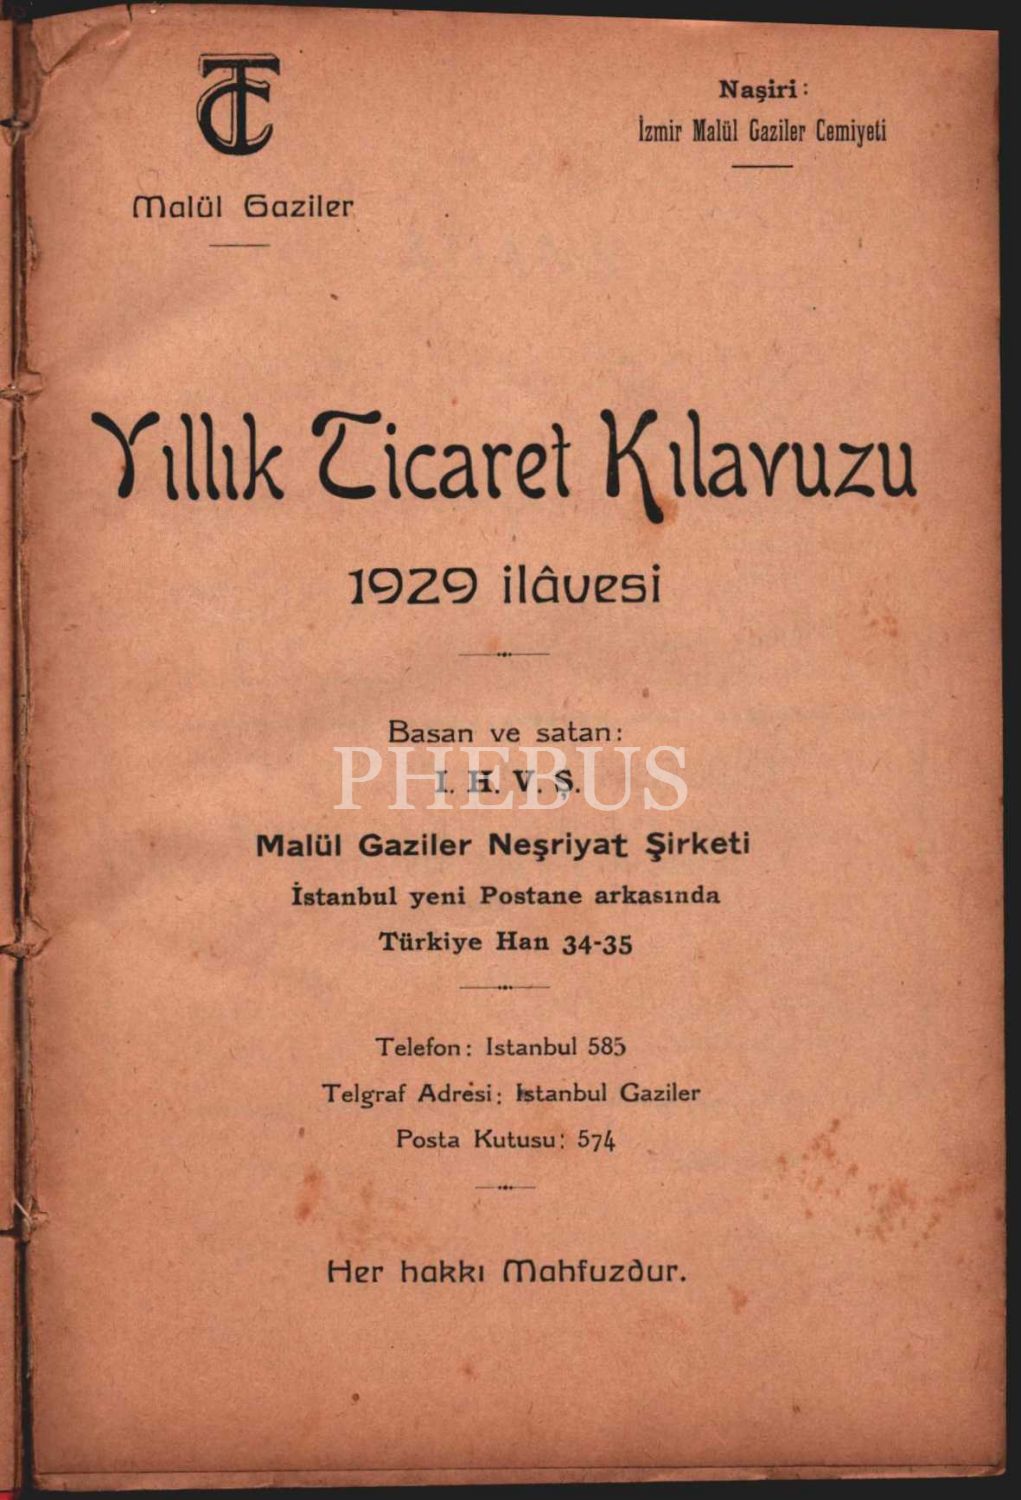 TC
Malül Gaziler
Naşiri:
İzmir Malül Gaziler Cemiyeti
Yıllık Ticaret Kılavuzu
1929 ilâvesi
Basan ve satan:
I. H. V. Ş.
PHEBUS
Malül Gaziler Neşriyat Şirketi
İstanbul yeni Postane arkasında
Türkiye Han 34-35
Telefon: Istanbul 585
Telgraf Adresi: Istanbul Gaziler
Posta Kutusu: 574
Her hakkı Mahfuzdur.